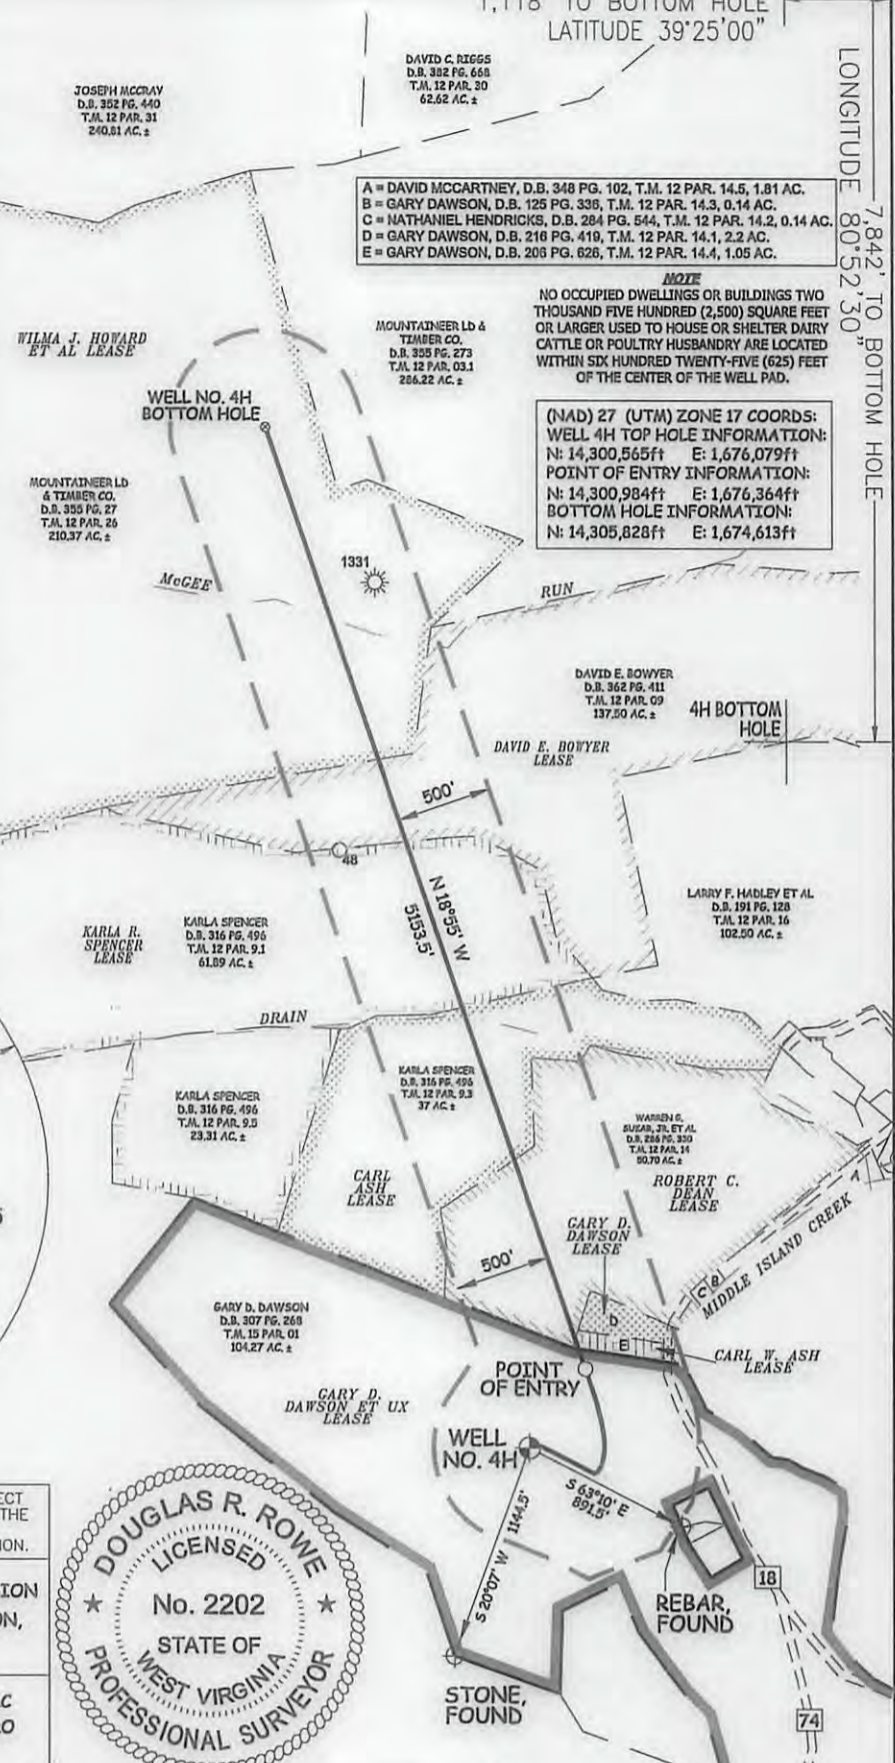 1,118' TO BOTTOM HOLE
LATITUDE 39°25'00"
LONGITUDE 80°52'30"
7,842' TO BOTTOM HOLE
JOSEPH MCCRAY
D.B. 352 PG. 440
T.M. 12 PAR. 31
240.81 AC. ±
DAVID C. RIGGS
D.B. 382 PG. 668
T.M. 12 PAR. 30
62.62 AC. ±
A = DAVID MCCARTNEY, D.B. 348 PG. 102, T.M. 12 PAR. 14.5, 1.81 AC.
B = GARY DAWSON, D.B. 125 PG. 336, T.M. 12 PAR. 14.3, 0.14 AC.
C = NATHANIEL HENDRICKS, D.B. 284 PG. 544, T.M. 12 PAR. 14.2, 0.14 AC.
D = GARY DAWSON, D.B. 216 PG. 419, T.M. 12 PAR. 14.1, 2.2 AC.
E = GARY DAWSON, D.B. 206 PG. 626, T.M. 12 PAR. 14.4, 1.05 AC.
NOTE
NO OCCUPIED DWELLINGS OR BUILDINGS TWO
THOUSAND FIVE HUNDRED (2,500) SQUARE FEET
OR LARGER USED TO HOUSE OR SHELTER DAIRY
CATTLE OR POULTRY HUSBANDRY ARE LOCATED
WITHIN SIX HUNDRED TWENTY-FIVE (625) FEET
OF THE CENTER OF THE WELL PAD.
WILMA J. HOWARD
ET AL LEASE
MOUNTAINEER LD &
TIMBER CO.
D.B. 355 PG. 273
T.M. 12 PAR. 03.1
286.22 AC. ±
WELL NO. 4H
BOTTOM HOLE
(NAD) 27 (UTM) ZONE 17 COORDS:
WELL 4H TOP HOLE INFORMATION:
N: 14,300,565ft E: 1,676,079ft
POINT OF ENTRY INFORMATION:
N: 14,300,984ft E: 1,676,364ft
BOTTOM HOLE INFORMATION:
N: 14,305,828ft E: 1,674,613ft
MOUNTAINEER LD
& TIMBER CO.
D.B. 355 PG. 27
T.M. 12 PAR. 26
210.37 AC. ±
1331
McGEE
RUN
DAVID E. BOWYER
D.B. 362 PG. 411
T.M. 12 PAR. 09
137.50 AC. ±
4H BOTTOM
HOLE
DAVID E. BOWYER
LEASE
500'
48
N 18°55' W
5153.5'
LARRY F. HADLEY ET AL
D.B. 191 PG. 128
T.M. 12 PAR. 16
102.50 AC. ±
KARLA R.
SPENCER
LEASE
KARLA SPENCER
D.B. 316 PG. 496
T.M. 12 PAR. 9.1
61.89 AC. ±
DRAIN
KARLA SPENCER
D.B. 316 PG. 496
T.M. 12 PAR. 9.5
23.31 AC. ±
KARLA SPENCER
D.B. 316 PG. 496
T.M. 12 PAR. 9.3
37 AC. ±
WARREN G.
D.B. 286 PG. 330
T.M. 12 PAR. 14
50.70 AC. ±
CARL
ASH
LEASE
ROBERT C.
DEAN
LEASE
A
GARY D.
DAWSON
LEASE
500'
C B
MIDDLE ISLAND CREEK
D
E
CARL W. ASH
LEASE
GARY D. DAWSON
D.B. 307 PG. 268
T.M. 15 PAR. 01
104.27 AC. ±
POINT
OF ENTRY
GARY D.
DAWSON ET UX
LEASE
WELL
NO. 4H
S 63°10' E
891.5'
S 20°07' W 1144.5'
REBAR,
FOUND
18
STONE,
FOUND
74
DOUGLAS R. ROWE
LICENSED
No. 2202
STATE OF
WEST VIRGINIA
PROFESSIONAL SURVEYOR
ECT
THE
ION.
ION
ON,
C
O